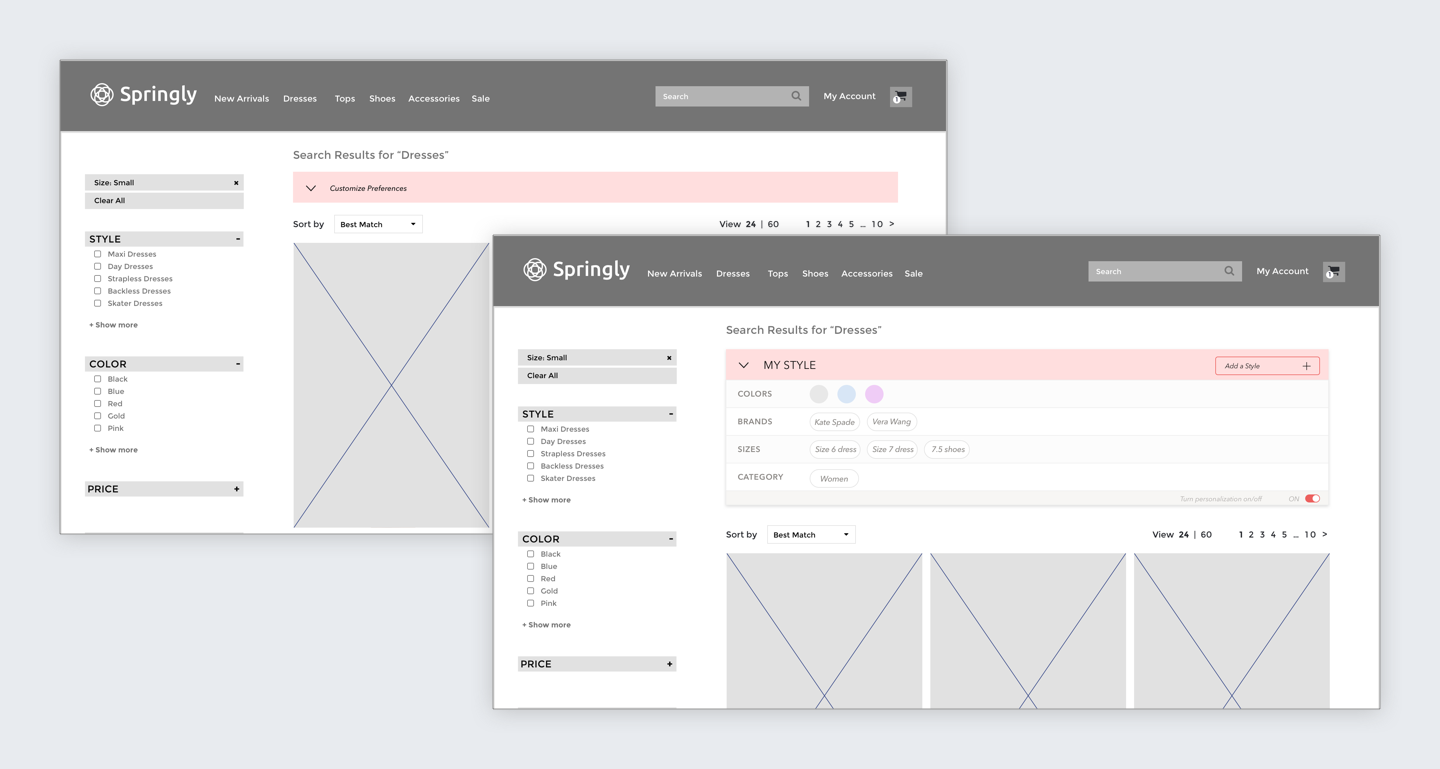 Springly New Arrivals Dresses Tops Shoes Accessories Sale Search My Account 1
Search Results for “Dresses”
Size: Small ×
Clear All
Customize Preferences
Sort by Best Match View 24 | 60 1 2 3 4 5 ... 10 >
STYLE -
Maxi Dresses
Day Dresses
Strapless Dresses
Backless Dresses
Skater Dresses
+ Show more
COLOR -
Black
Blue
Red
Gold
Pink
+ Show more
PRICE +
Springly New Arrivals Dresses Tops Shoes Accessories Sale Search My Account 1
Search Results for “Dresses”
Size: Small ×
Clear All
MY STYLE Add a Style +
COLORS
BRANDS Kate Spade Vera Wang
SIZES Size 6 dress Size 7 dress 7.5 shoes
CATEGORY Women
Turn personalization on/off ON
Sort by Best Match View 24 | 60 1 2 3 4 5 ... 10 >
STYLE -
Maxi Dresses
Day Dresses
Strapless Dresses
Backless Dresses
Skater Dresses
+ Show more
COLOR -
Black
Blue
Red
Gold
Pink
+ Show more
PRICE +